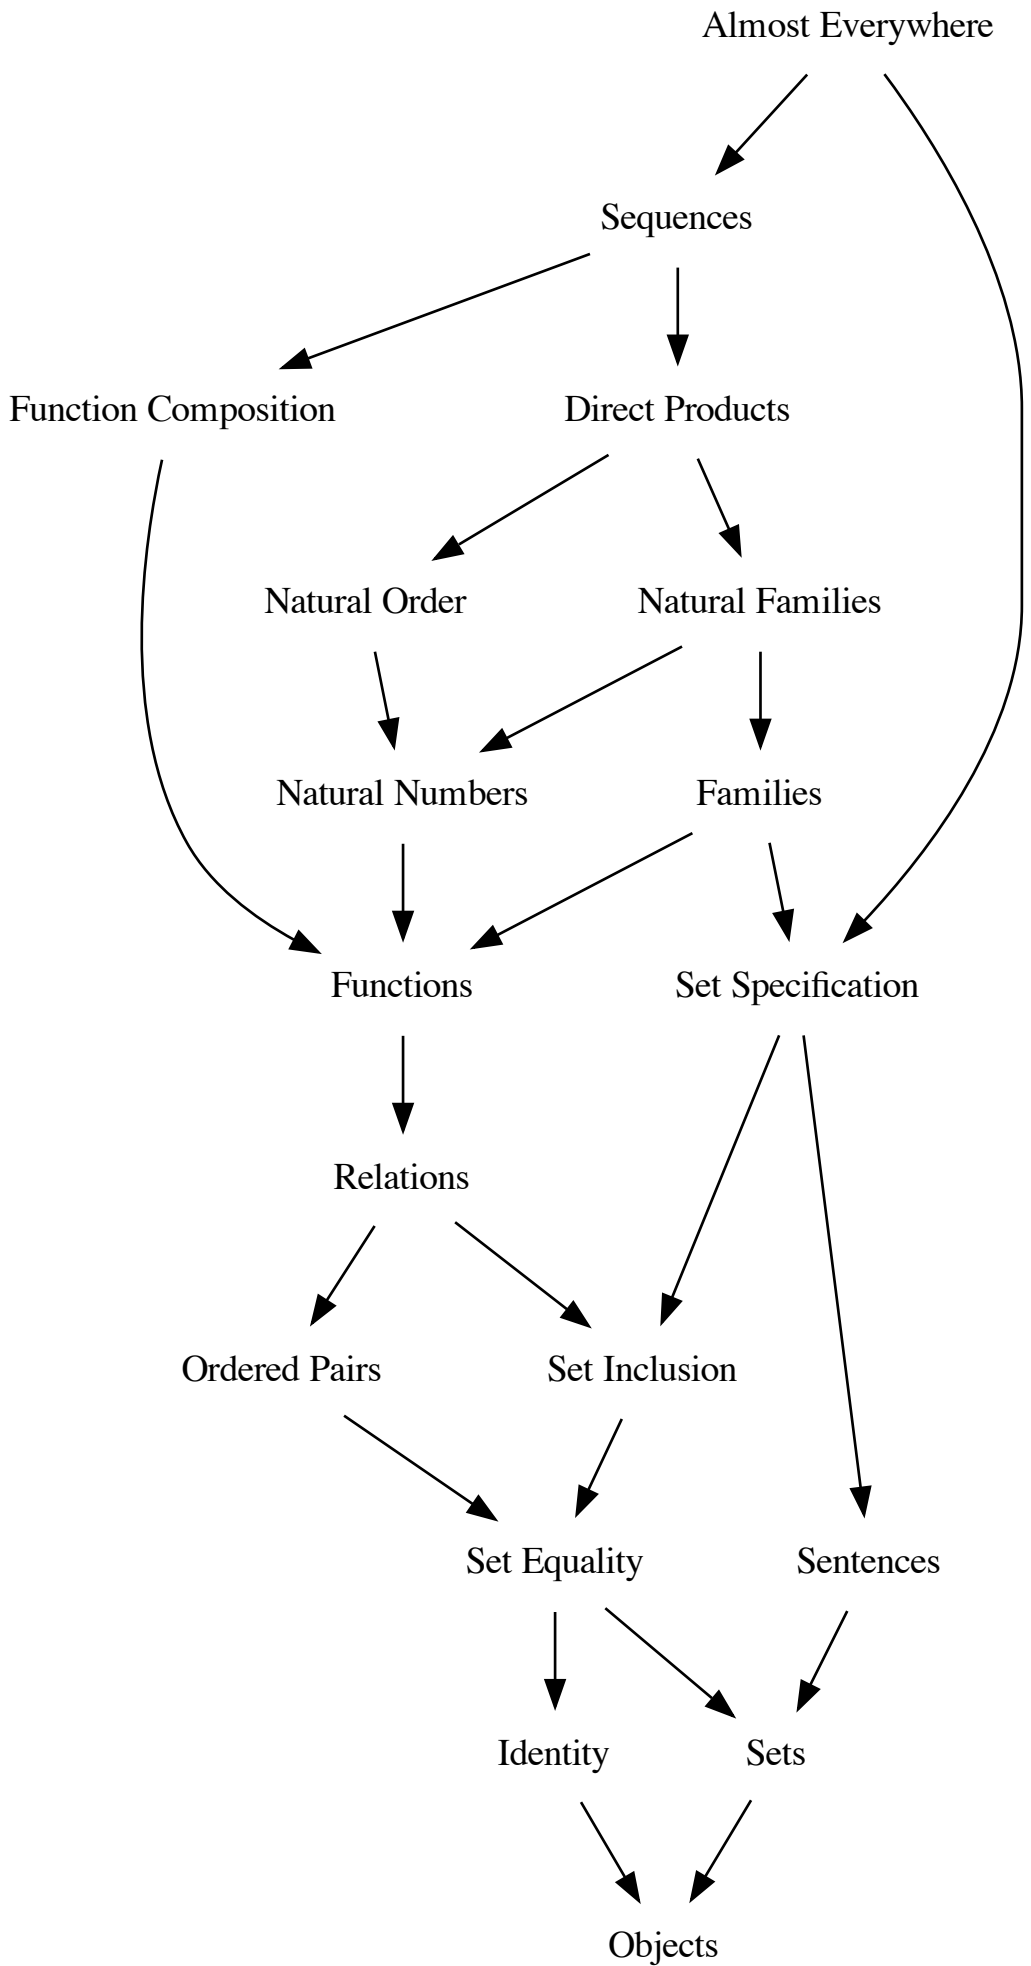 Almost Everywhere
Sequences
Function Composition
Direct Products
Natural Order
Natural Families
Natural Numbers
Families
Functions
Set Specification
Relations
Ordered Pairs
Set Inclusion
Set Equality
Sentences
Identity
Sets
Objects